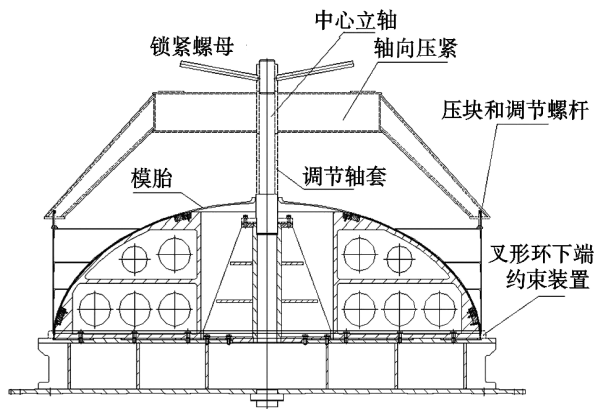 中心立轴
锁紧螺母
轴向压紧
压块和调节螺杆
模胎
调节轴套
叉形环下端
约束装置